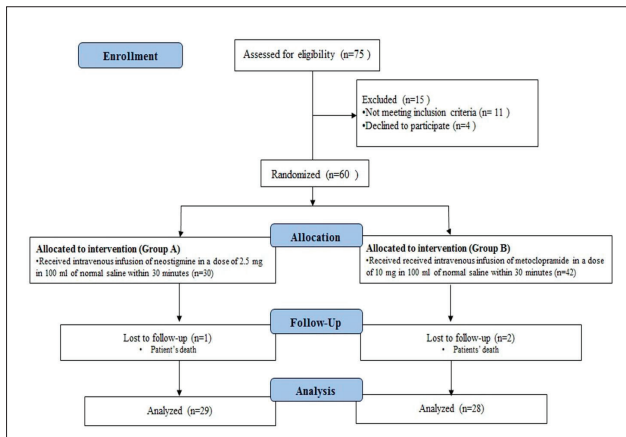 Enrollment
Assessed for eligibility (n=75 )
Excluded (n=15 )
•Not meeting inclusion criteria (n= 11 )
•Declined to participate (n=4 )
Randomized (n=60 )
Allocation
Allocated to intervention (Group A)
•Received intravenous infusion of neostigmine in a dose of 2.5 mg
in 100 ml of normal saline within 30 minutes (n=30)
Allocated to intervention (Group B)
•Received received intravenous infusion of metoclopramide in a dose
of 10 mg in 100 ml of normal saline within 30 minutes (n=42)
Follow-Up
Lost to follow-up (n=1)
• Patient's death
Lost to follow-up (n=2)
• Patients' death
Analysis
Analyzed (n=29)
Analyzed (n=28)